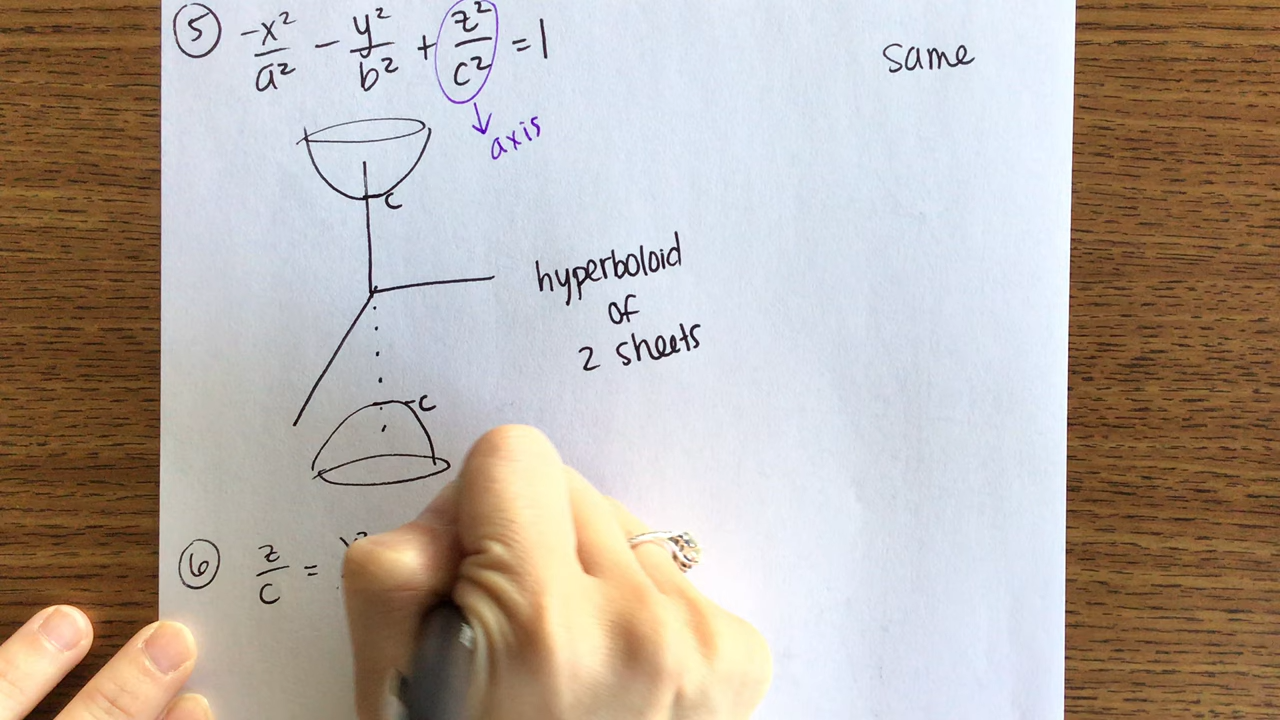 5 -x²/a² - y²/b² + z²/c² = 1
same
axis
c
hyperboloid
of
2 sheets
c
6 z/c =